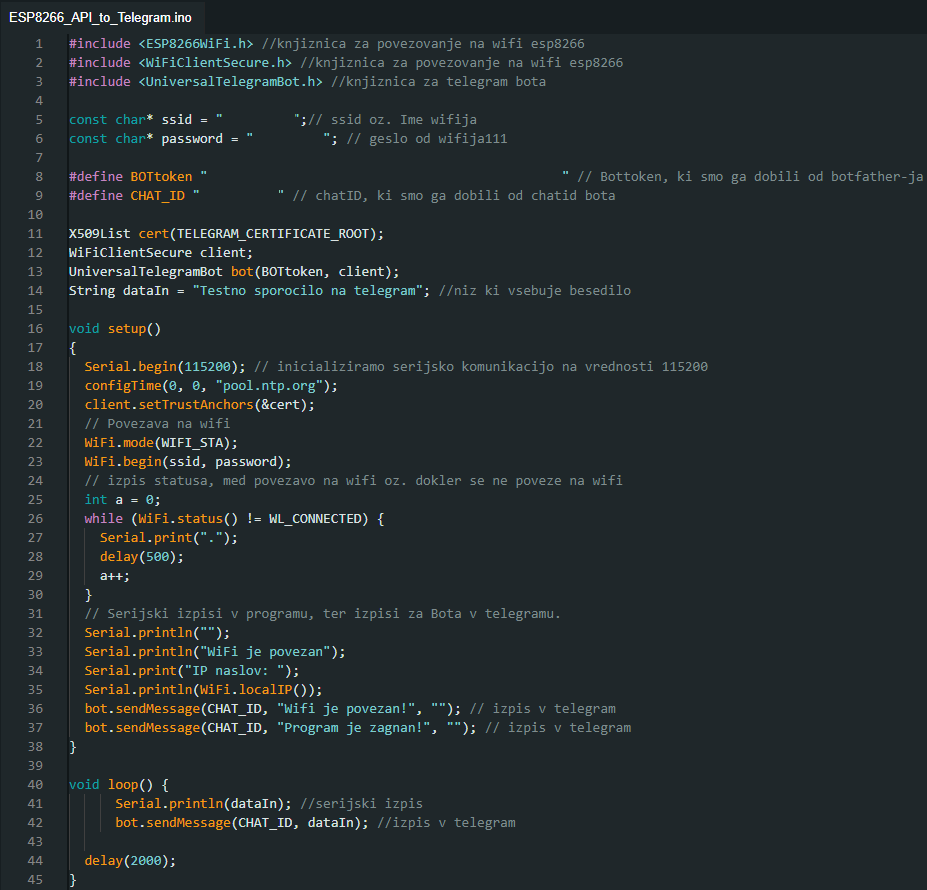 ESP8266_API_to_Telegram.ino
1 #include <ESP8266WiFi.h> //knjiznica za povezovanje na wifi esp8266
2 #include <WiFiClientSecure.h> //knjiznica za povezovanje na wifi esp8266
3 #include <UniversalTelegramBot.h> //knjiznica za telegram bota
4
5 const char* ssid = "         ";// ssid oz. Ime wifija
6 const char* password = "         "; // geslo od wifija111
7
8 #define BOTtoken "                                              " // Bottoken, ki smo ga dobili od botfather-ja
9 #define CHAT_ID "          " // chatID, ki smo ga dobili od chatid bota
10
11 X509List cert(TELEGRAM_CERTIFICATE_ROOT);
12 WiFiClientSecure client;
13 UniversalTelegramBot bot(BOTtoken, client);
14 String dataIn = "Testno sporocilo na telegram"; //niz ki vsebuje besedilo
15
16 void setup()
17 {
18   Serial.begin(115200); // inicializiramo serijsko komunikacijo na vrednosti 115200
19   configTime(0, 0, "pool.ntp.org");
20   client.setTrustAnchors(&cert);
21   // Povezava na wifi
22   WiFi.mode(WIFI_STA);
23   WiFi.begin(ssid, password);
24   // izpis statusa, med povezavo na wifi oz. dokler se ne poveze na wifi
25   int a = 0;
26   while (WiFi.status() != WL_CONNECTED) {
27     Serial.print(".");
28     delay(500);
29     a++;
30   }
31   // Serijski izpisi v programu, ter izpisi za Bota v telegramu.
32   Serial.println("");
33   Serial.println("WiFi je povezan");
34   Serial.print("IP naslov: ");
35   Serial.println(WiFi.localIP());
36   bot.sendMessage(CHAT_ID, "Wifi je povezan!", ""); // izpis v telegram
37   bot.sendMessage(CHAT_ID, "Program je zagnan!", ""); // izpis v telegram
38 }
39
40 void loop() {
41       Serial.println(dataIn); //serijski izpis
42       bot.sendMessage(CHAT_ID, dataIn); //izpis v telegram
43
44   delay(2000);
45 }